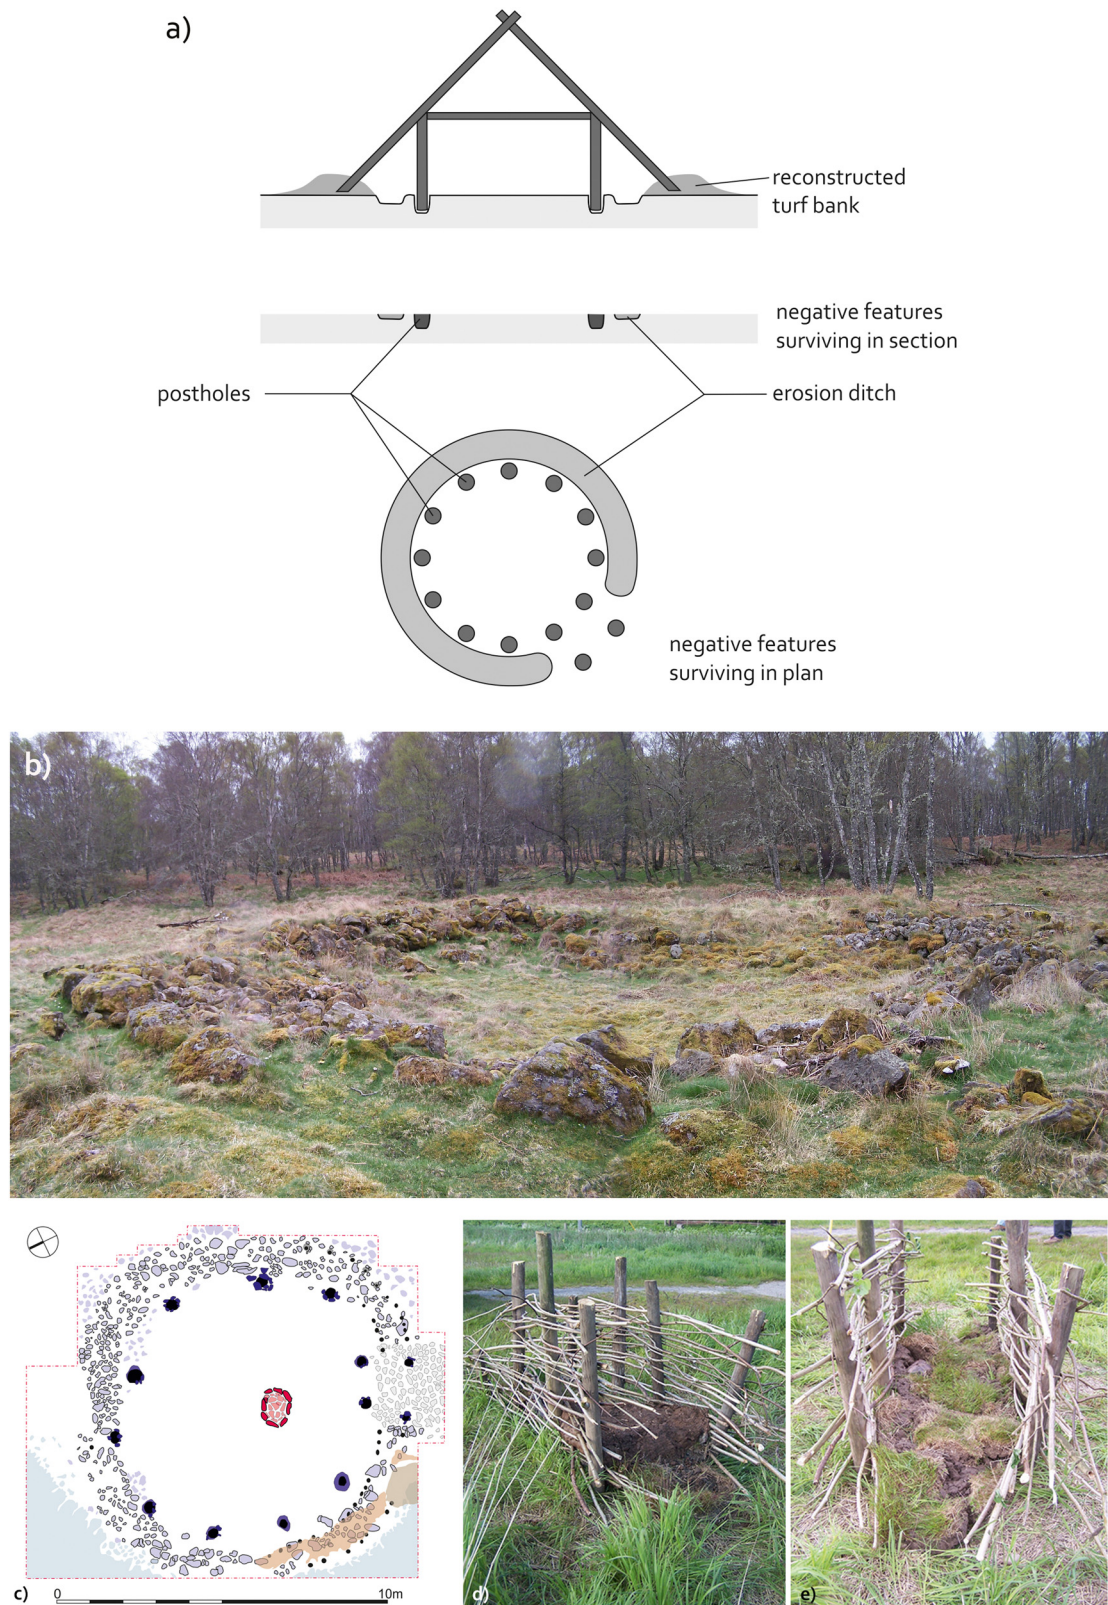 a)
reconstructed
turf bank
negative features
surviving in section
postholes
erosion ditch
negative features
surviving in plan
b)
c)
0
10m
d)
e)